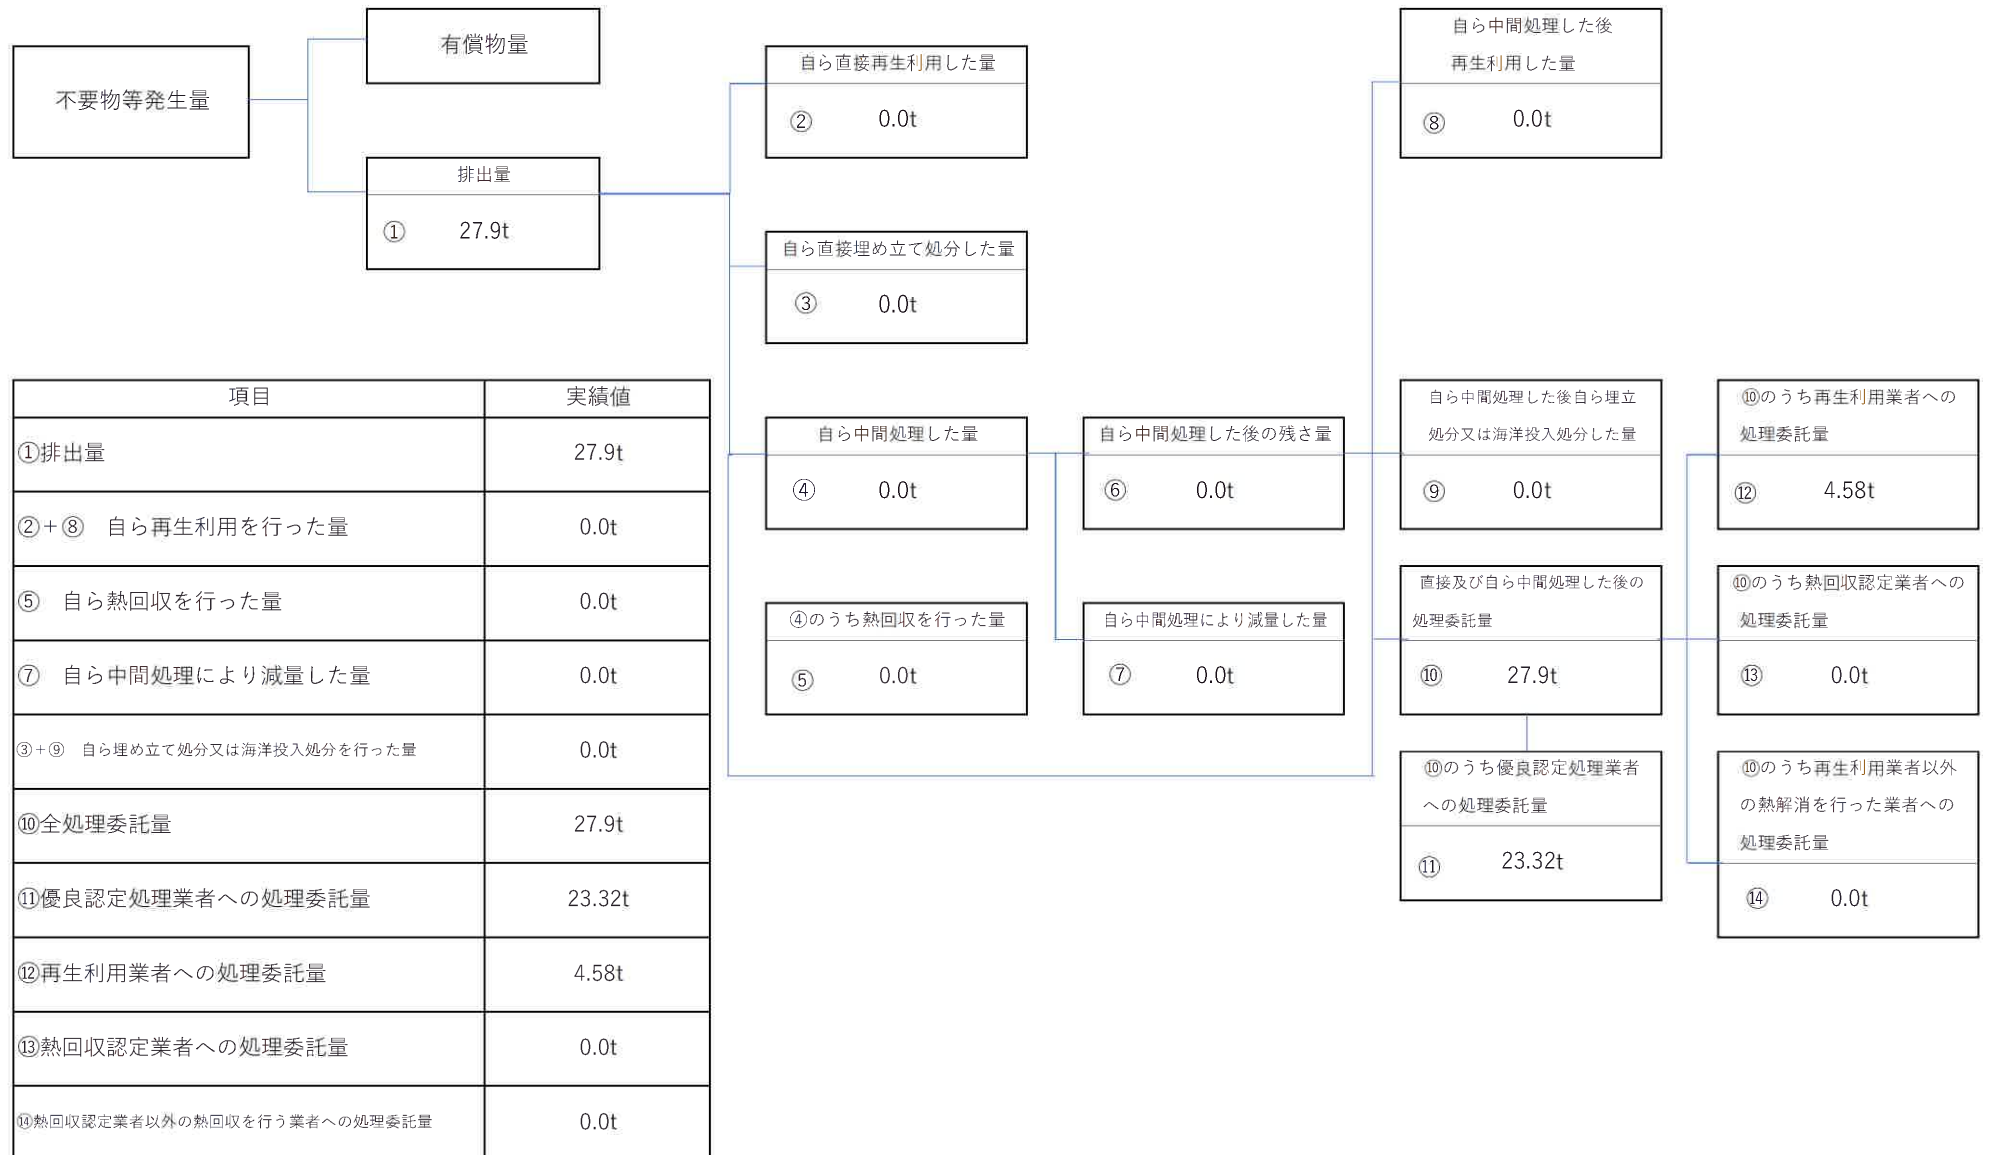 不要物等発生量
有償物量
排出量
① 27.9t
自ら直接再生利用した量
② 0.0t
自ら直接埋め立て処分した量
③ 0.0t
自ら中間処理した量
④ 0.0t
④のうち熱回収を行った量
⑤ 0.0t
自ら中間処理した後の残さ量
⑥ 0.0t
自ら中間処理により減量した量
⑦ 0.0t
自ら中間処理した後
再生利用した量
⑧ 0.0t
自ら中間処理した後自ら埋立
処分又は海洋投入処分した量
⑨ 0.0t
直接及び自ら中間処理した後の
処理委託量
⑩ 27.9t
⑩のうち優良認定処理業者
への処理委託量
⑪ 23.32t
⑩のうち再生利用業者への
処理委託量
⑫ 4.58t
⑩のうち熱回収認定業者への
処理委託量
⑬ 0.0t
⑩のうち再生利用業者以外
の熱解消を行った業者への
処理委託量
⑭ 0.0t
項目 実績値
①排出量 27.9t
②+⑧ 自ら再生利用を行った量 0.0t
⑤ 自ら熱回収を行った量 0.0t
⑦ 自ら中間処理により減量した量 0.0t
③+⑨ 自ら埋め立て処分又は海洋投入処分を行った量 0.0t
⑩全処理委託量 27.9t
⑪優良認定処理業者への処理委託量 23.32t
⑫再生利用業者への処理委託量 4.58t
⑬熱回収認定業者への処理委託量 0.0t
⑭熱回収認定業者以外の熱回収を行う業者への処理委託量 0.0t